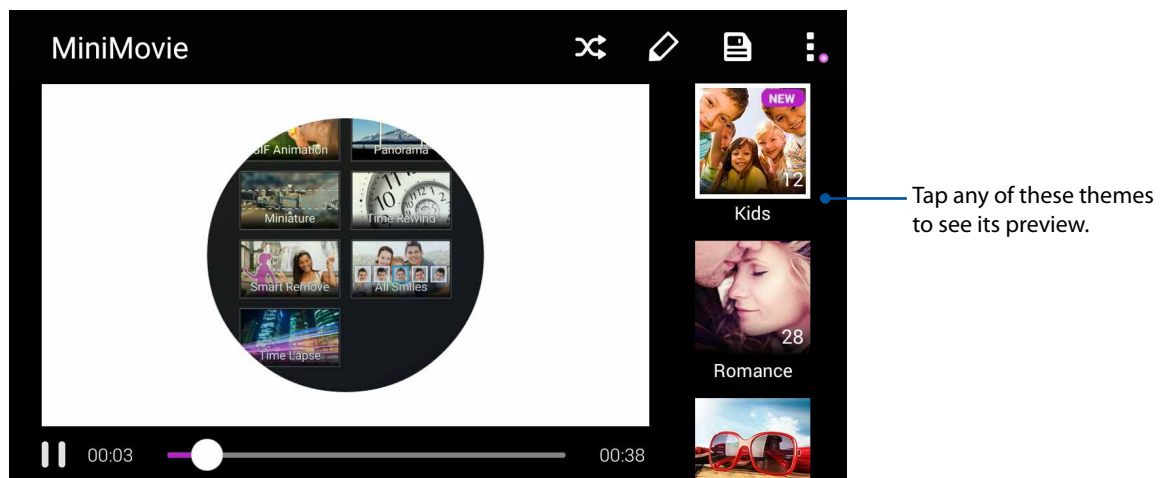 MiniMovie
GIF Animation
Panorama
Miniature
Time Rewind
Smart Remove
All Smiles
Time Lapse
00:03
00:38
NEW
12
Kids
28
Romance
Tap any of these themes
to see its preview.